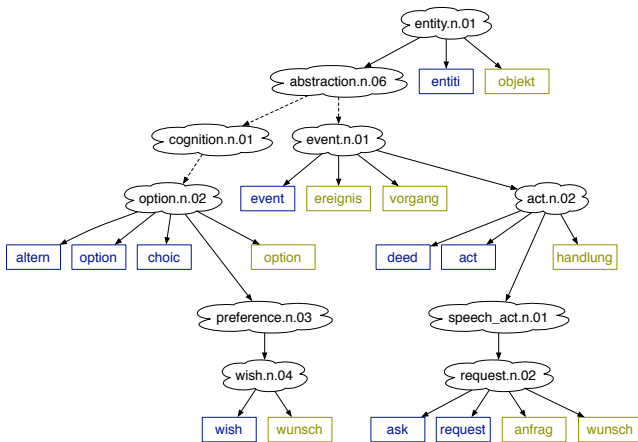 entity.n.01
abstraction.n.06
entiti
objekt
cognition.n.01
event.n.01
option.n.02
event
ereignis
vorgang
act.n.02
altern
option
choic
option
deed
act
handlung
preference.n.03
speech_act.n.01
wish.n.04
request.n.02
wish
wunsch
ask
request
anfrag
wunsch